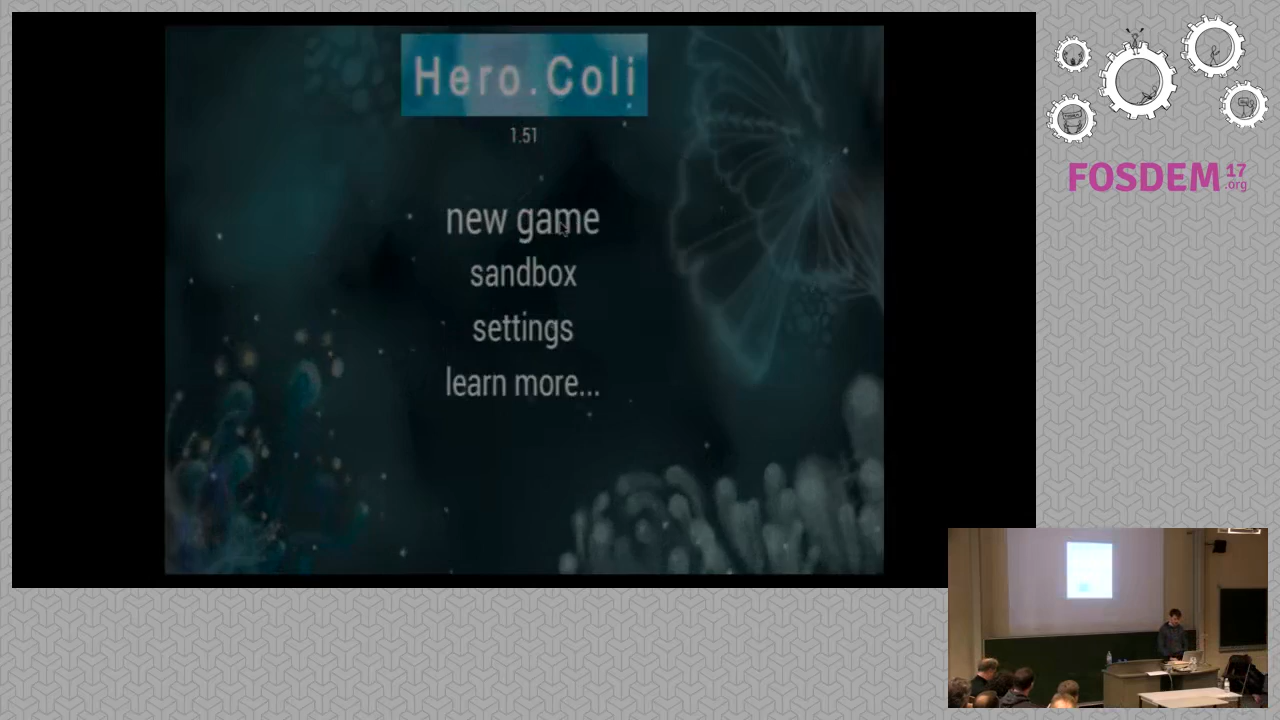 Hero.Coli
1.51
new game
sandbox
settings
learn more...
FOSDEM 17
.org